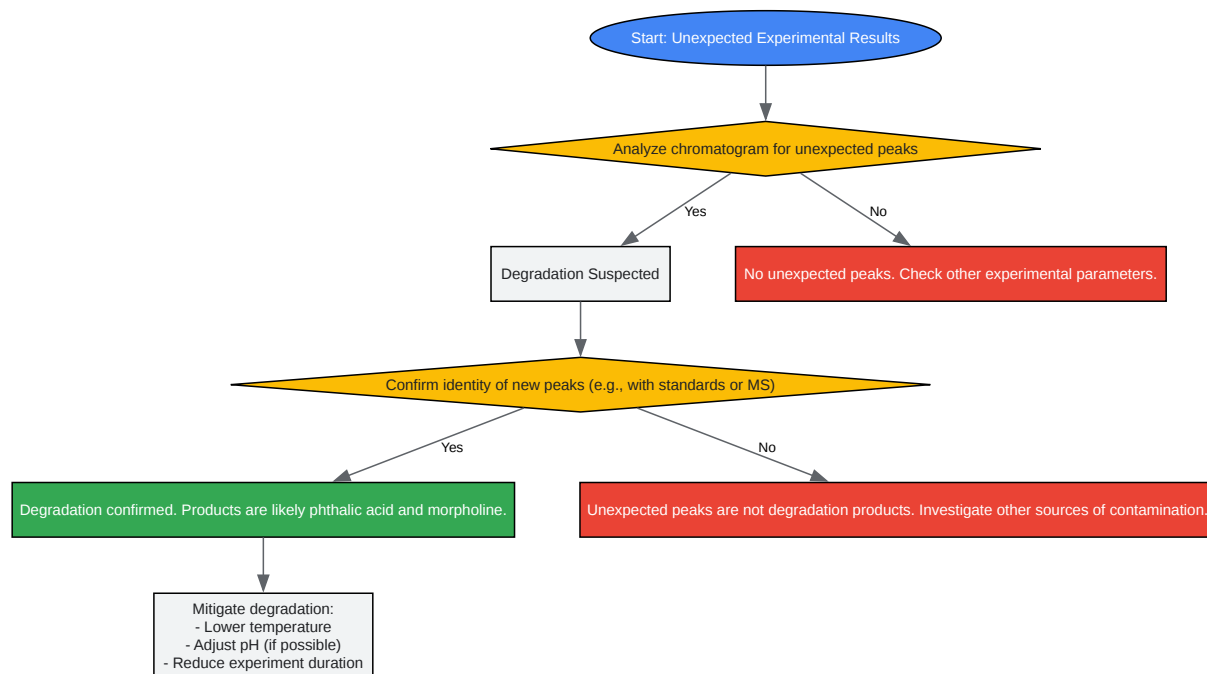 Start: Unexpected Experimental Results
Analyze chromatogram for unexpected peaks
Yes
No
Degradation Suspected
No unexpected peaks. Check other experimental parameters.
Confirm identity of new peaks (e.g., with standards or MS)
Yes
No
Degradation confirmed. Products are likely phthalic acid and morpholine.
Unexpected peaks are not degradation products. Investigate other sources of contamination.
Mitigate degradation:
- Lower temperature
- Adjust pH (if possible)
- Reduce experiment duration